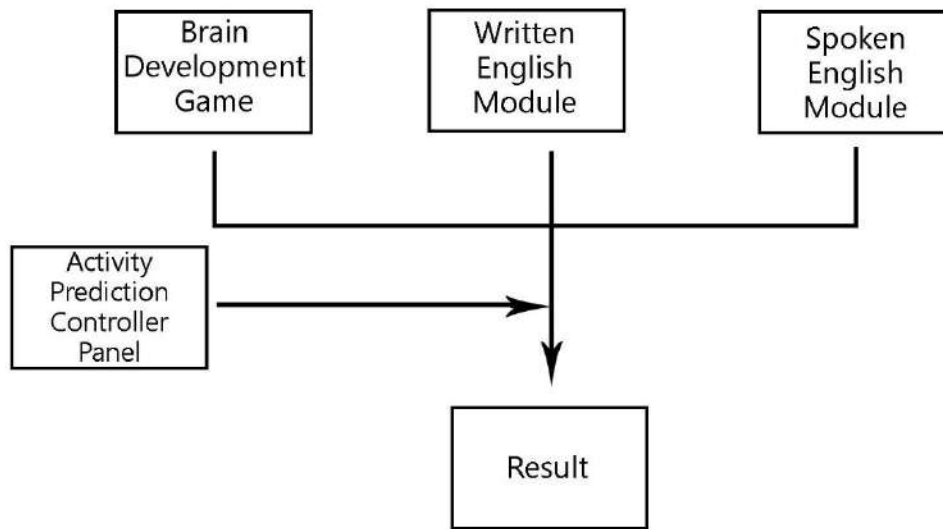 Brain
Development
Game
Written
English
Module
Spoken
English
Module
Activity
Prediction
Controller
Panel
Result